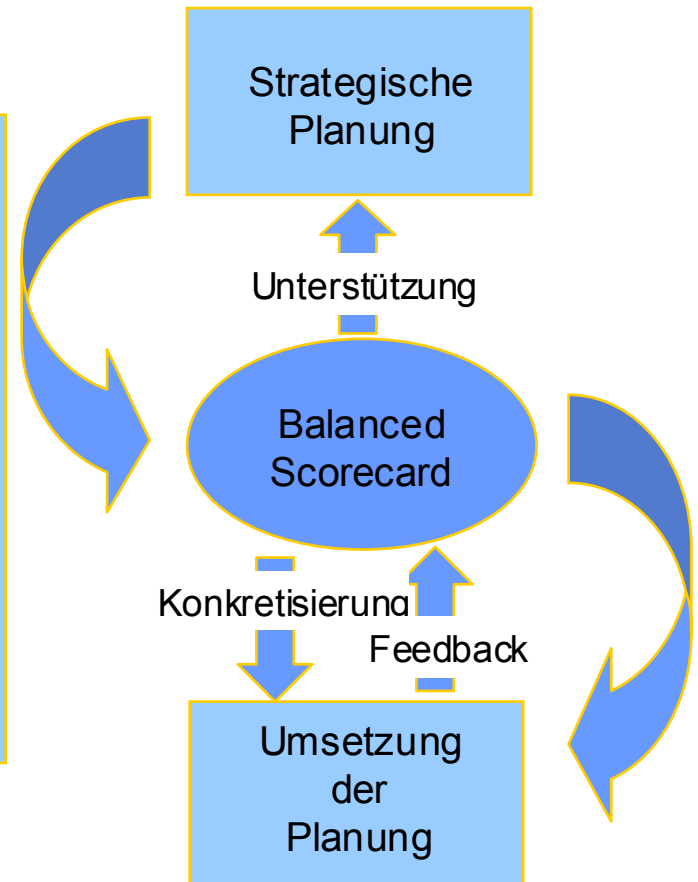 Strategische
Planung
Unterstützung
Balanced
Scorecard
Konkretisierung
Feedback
Umsetzung
der
Planung